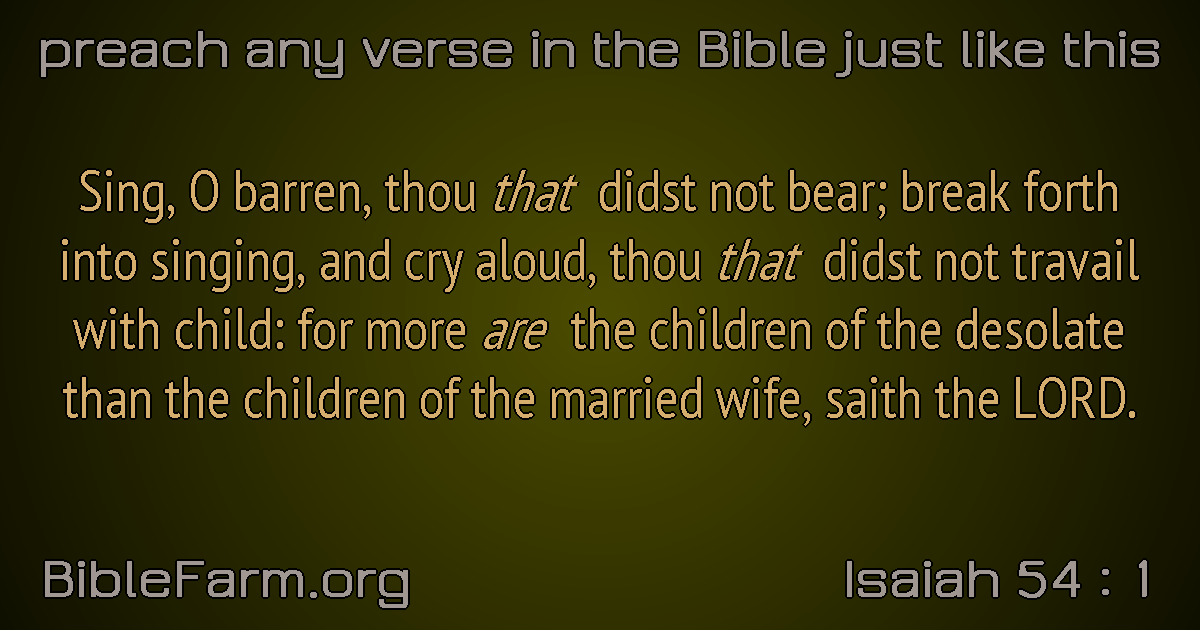 preach any verse in the Bible just like this
Sing, O barren, thou that didst not bear; break forth
into singing, and cry aloud, thou that didst not travail
with child: for more are the children of the desolate
than the children of the married wife, saith the LORD.
BibleFarm.org
Isaiah 54 : 1